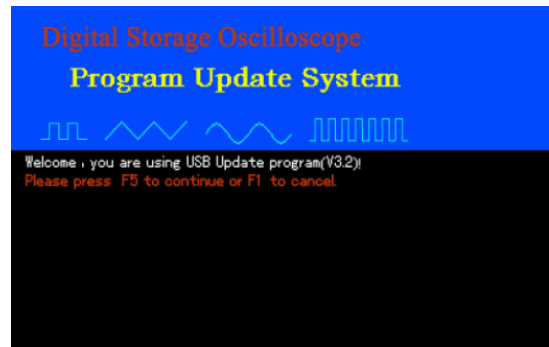 Digital Storage Oscilloscope
Program Update System
Welcome , you are using USB Update program(V3.2)!
Please press F5 to continue or F1 to cancel.